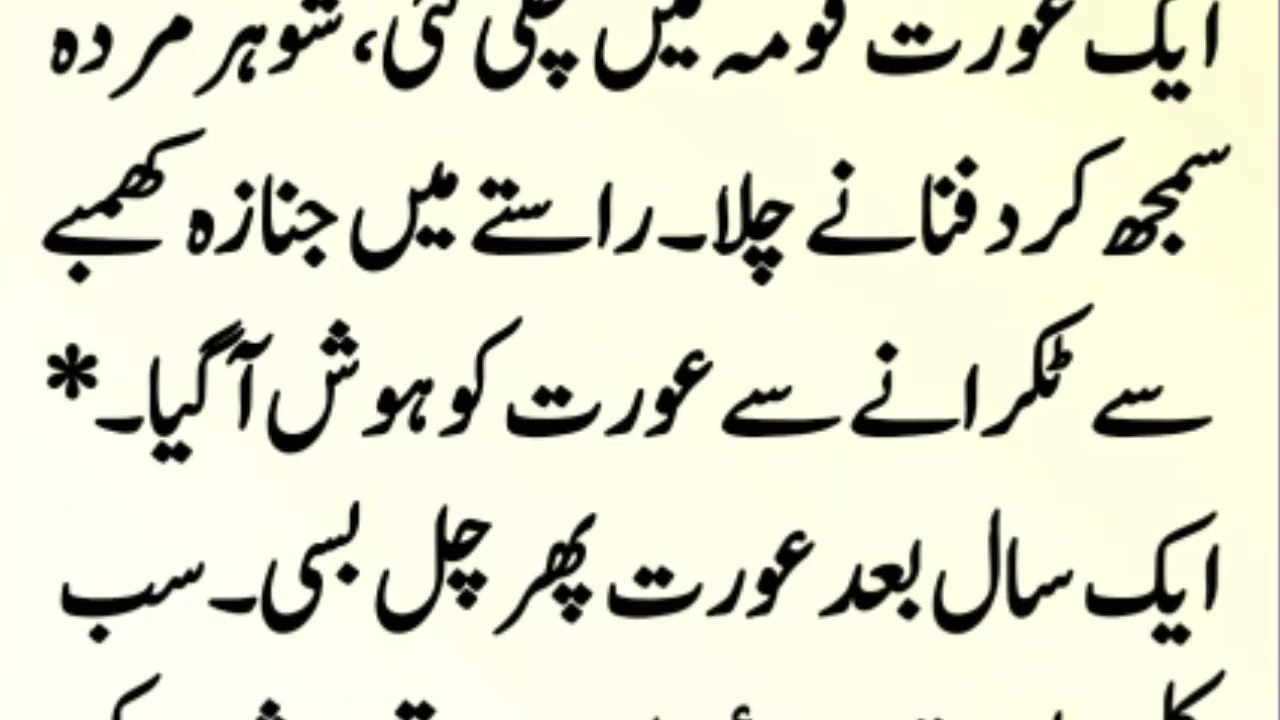 ایک عورت قومہ میں چلی گئی، شوہر مردہ
سمجھ کر دفنانے چلا۔ راستے میں جنازہ کھمبے
سے ٹکرانے سے عورت کو ہوش آگیا۔*
ایک سال بعد عورت پھر چل بسی۔ سب